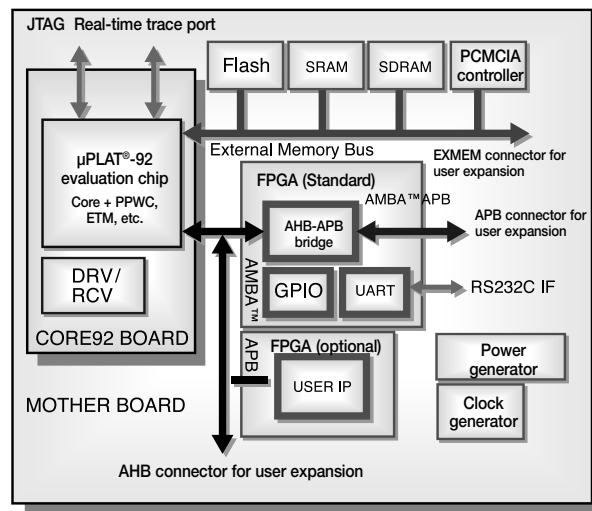 JTAG Real-time trace port
Flash
SRAM
SDRAM
PCMCIA
controller
µPLAT®-92
evaluation chip
Core + PPWC,
ETM, etc.
External Memory Bus
EXMEM connector for
user expansion
FPGA (Standard)
AMBA™APB
AHB-APB
bridge
APB connector for
user expansion
DRV/
RCV
AMBA™
GPIO
UART
RS232C IF
CORE92 BOARD
APB
FPGA (optional)
USER IP
Power
generator
Clock
generator
MOTHER BOARD
AHB connector for user expansion